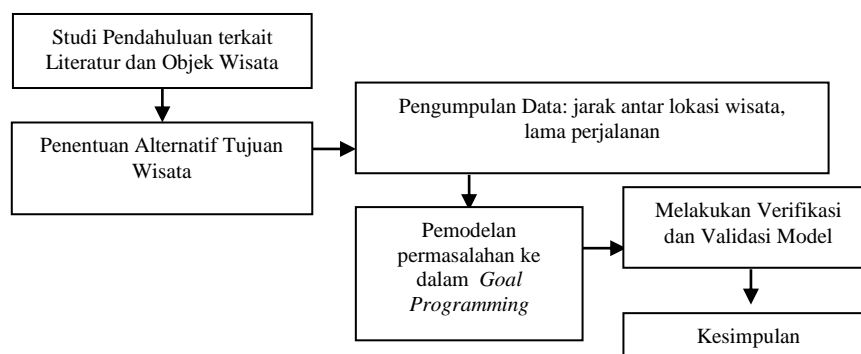 Studi Pendahuluan terkait
Literatur dan Objek Wisata
Penentuan Alternatif Tujuan
Wisata
Pengumpulan Data: jarak antar lokasi wisata,
lama perjalanan
Pemodelan
permasalahan ke
dalam Goal
Programming
Melakukan Verifikasi
dan Validasi Model
Kesimpulan